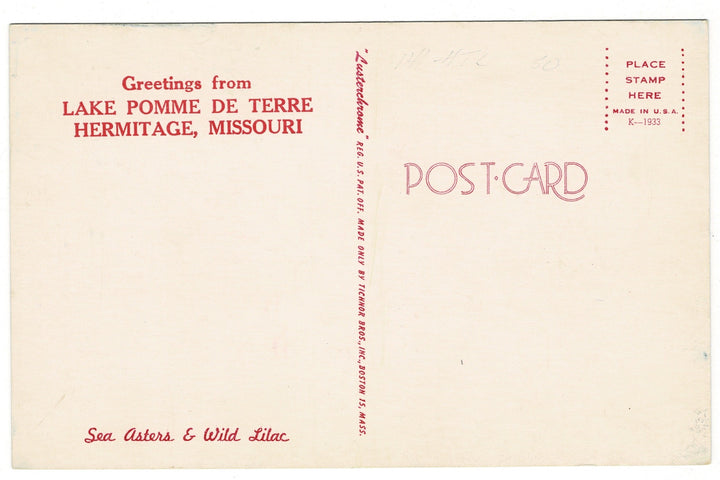 Greetings from
LAKE POMME DE TERRE
HERMITAGE, MISSOURI
Sea Asters & Wild Lilac
"Lusterchrome" REG. U.S. PAT. OFF. MADE ONLY BY TICHNOR BROS., INC., BOSTON 15, MASS.
POST·CARD
PLACE
STAMP
HERE
MADE IN U.S.A.
K--1933